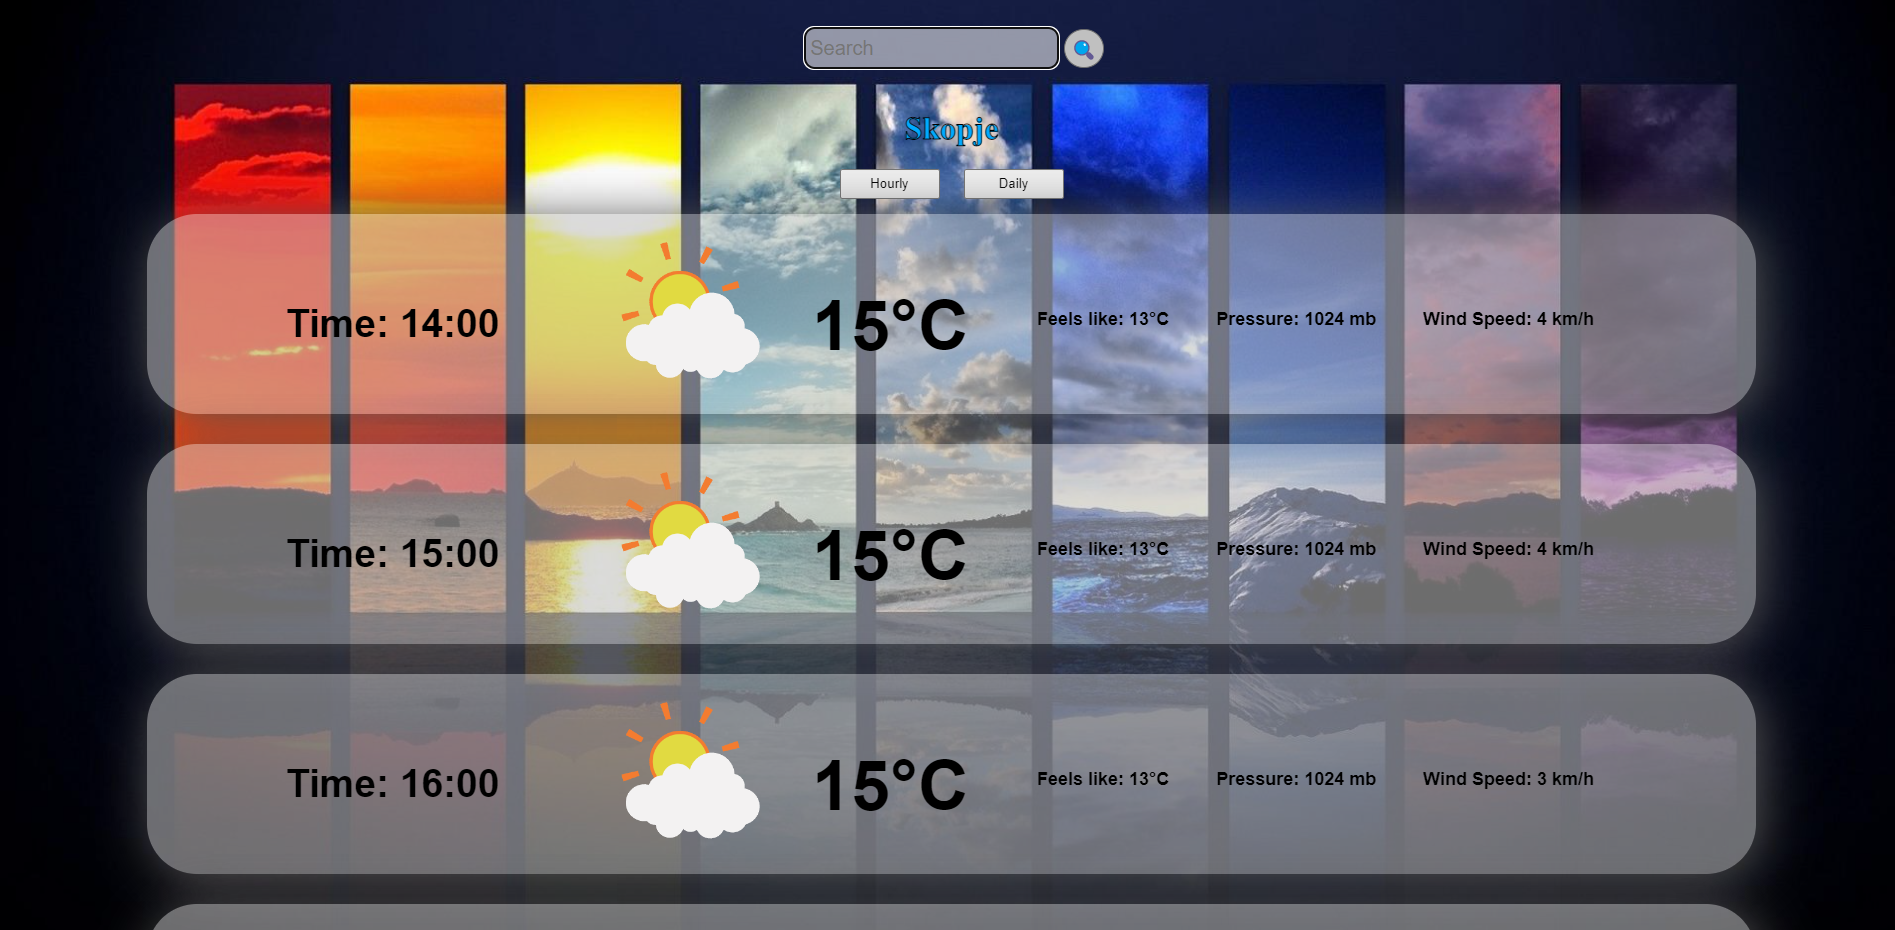 Search
Skopje
Hourly Daily
Time: 14:00 15°C Feels like: 13°C Pressure: 1024 mb Wind Speed: 4 km/h
Time: 15:00 15°C Feels like: 13°C Pressure: 1024 mb Wind Speed: 4 km/h
Time: 16:00 15°C Feels like: 13°C Pressure: 1024 mb Wind Speed: 3 km/h